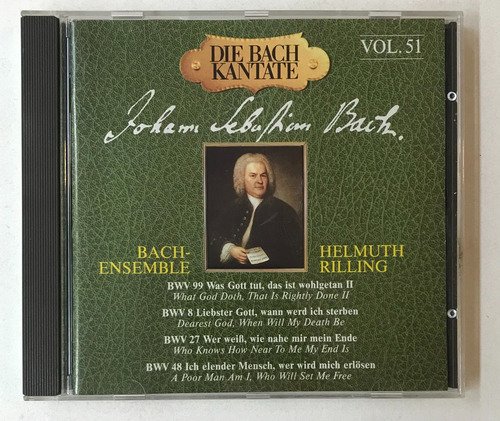 DIE BACH
KANTATE
VOL. 51
Johann Sebastian Bach.
BACH-
ENSEMBLE
HELMUTH
RILLING
BWV 99 Was Gott tut, das ist wohlgetan II
What God Doth, That Is Rightly Done II
BWV 8 Liebster Gott, wann werd ich sterben
Dearest God, When Will My Death Be
BWV 27 Wer weiß, wie nahe mir mein Ende
Who Knows How Near To Me My End Is
BWV 48 Ich elender Mensch, wer wird mich erlösen
A Poor Man Am I, Who Will Set Me Free